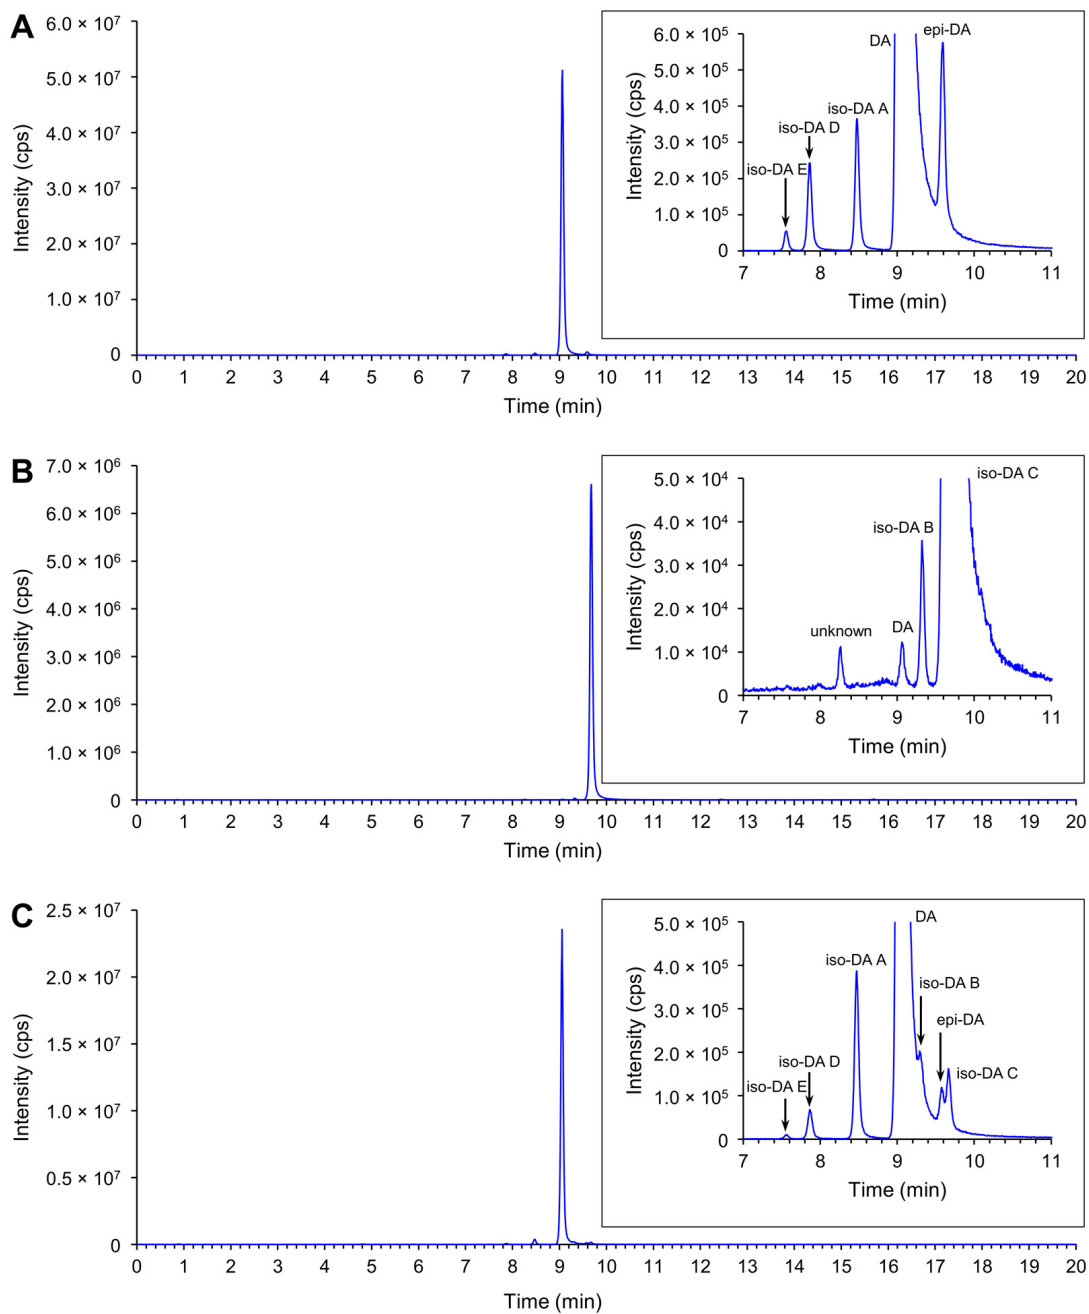 A
Intensity (cps)
6.0 × 10⁷
5.0 × 10⁷
4.0 × 10⁷
3.0 × 10⁷
2.0 × 10⁷
1.0 × 10⁷
0
0 1 2 3 4 5 6 7 8 9 10 11 12 13 14 15 16 17 18 19 20
Time (min)
Intensity (cps)
6.0 × 10⁵
5.0 × 10⁵
4.0 × 10⁵
3.0 × 10⁵
2.0 × 10⁵
1.0 × 10⁵
0
iso-DA E
iso-DA D
iso-DA A
DA
epi-DA
7 8 9 10 11
Time (min)
B
Intensity (cps)
7.0 × 10⁶
6.0 × 10⁶
5.0 × 10⁶
4.0 × 10⁶
3.0 × 10⁶
2.0 × 10⁶
1.0 × 10⁶
0
0 1 2 3 4 5 6 7 8 9 10 11 12 13 14 15 16 17 18 19 20
Time (min)
Intensity (cps)
5.0 × 10⁴
4.0 × 10⁴
3.0 × 10⁴
2.0 × 10⁴
1.0 × 10⁴
0
unknown
DA
iso-DA B
iso-DA C
7 8 9 10 11
Time (min)
C
Intensity (cps)
2.5 × 10⁷
2.0 × 10⁷
1.5 × 10⁷
1.0 × 10⁷
0.5 × 10⁷
0
0 1 2 3 4 5 6 7 8 9 10 11 12 13 14 15 16 17 18 19 20
Time (min)
Intensity (cps)
5.0 × 10⁵
4.0 × 10⁵
3.0 × 10⁵
2.0 × 10⁵
1.0 × 10⁵
0
iso-DA E
iso-DA D
iso-DA A
DA
iso-DA B
epi-DA
iso-DA C
7 8 9 10 11
Time (min)